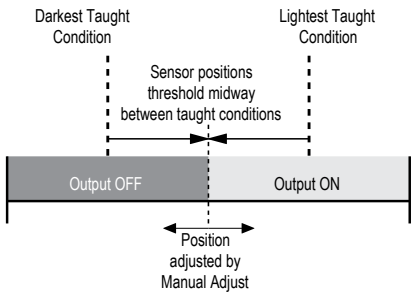 Darkest Taught
Condition
Lightest Taught
Condition
Sensor positions
threshold midway
between taught conditions
Output OFF
Output ON
Position
adjusted by
Manual Adjust